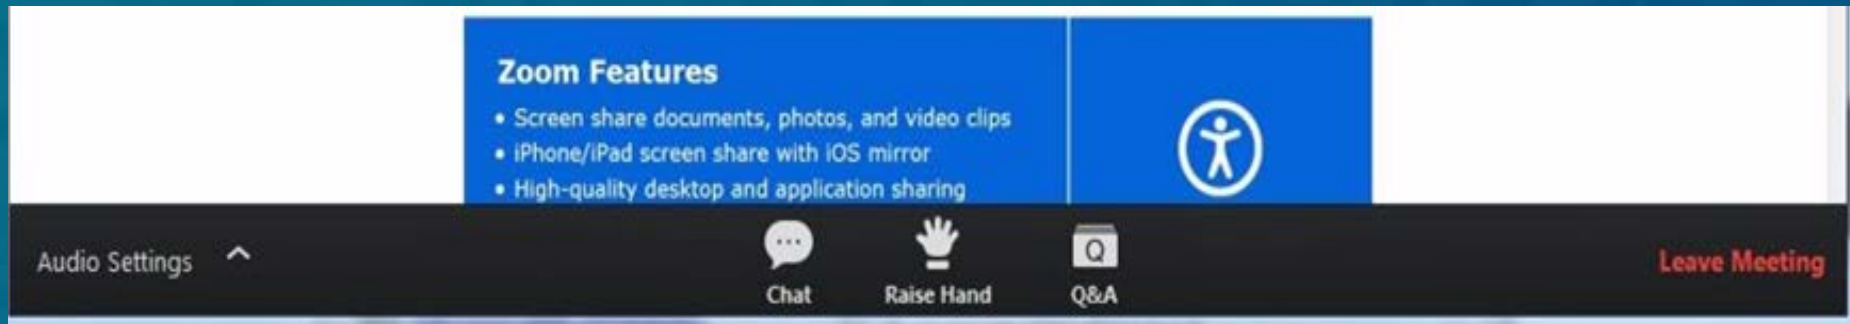 Zoom Features
• Screen share documents, photos, and video clips
• iPhone/iPad screen share with iOS mirror
• High-quality desktop and application sharing
Audio Settings
Chat
Raise Hand
Q
Q&A
Leave Meeting